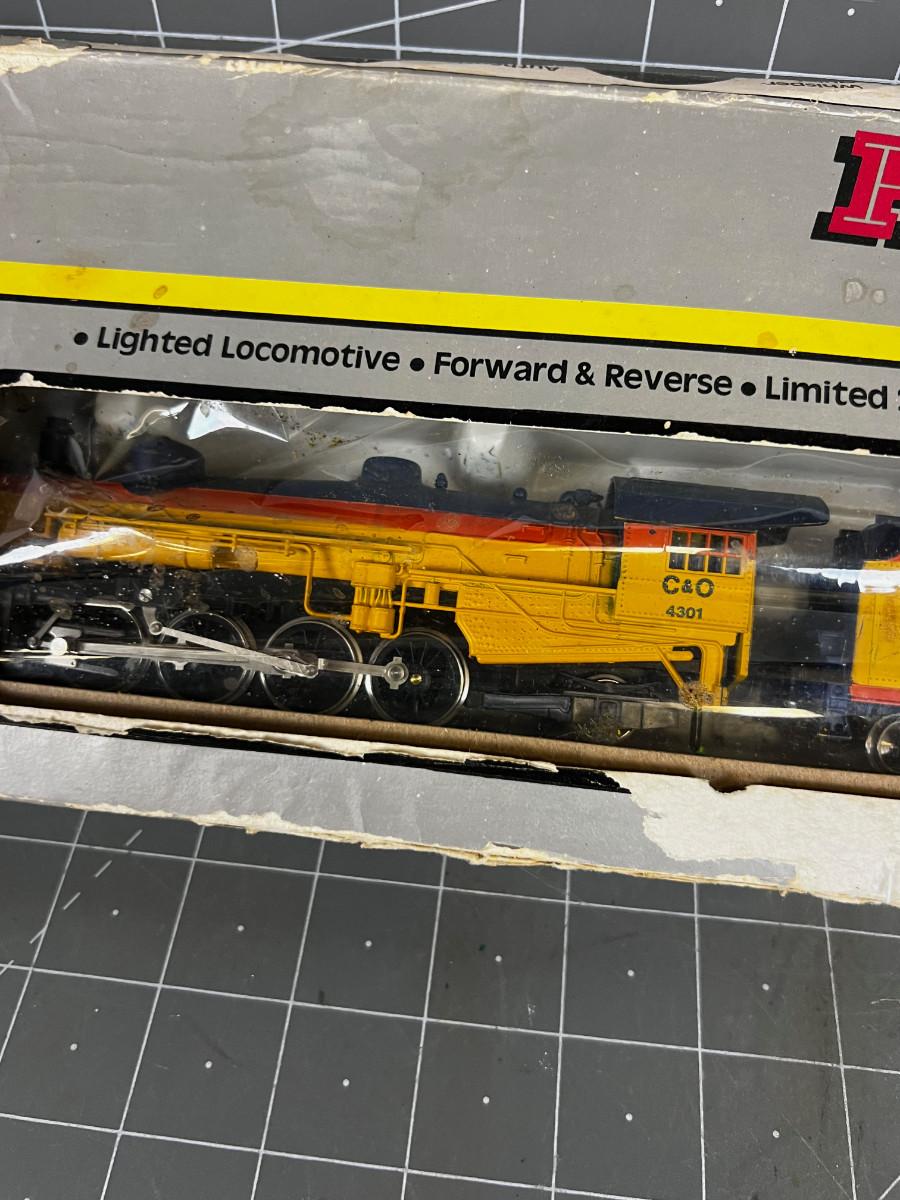 • Lighted Locomotive • Forward & Reverse • Limited
C&O
4301